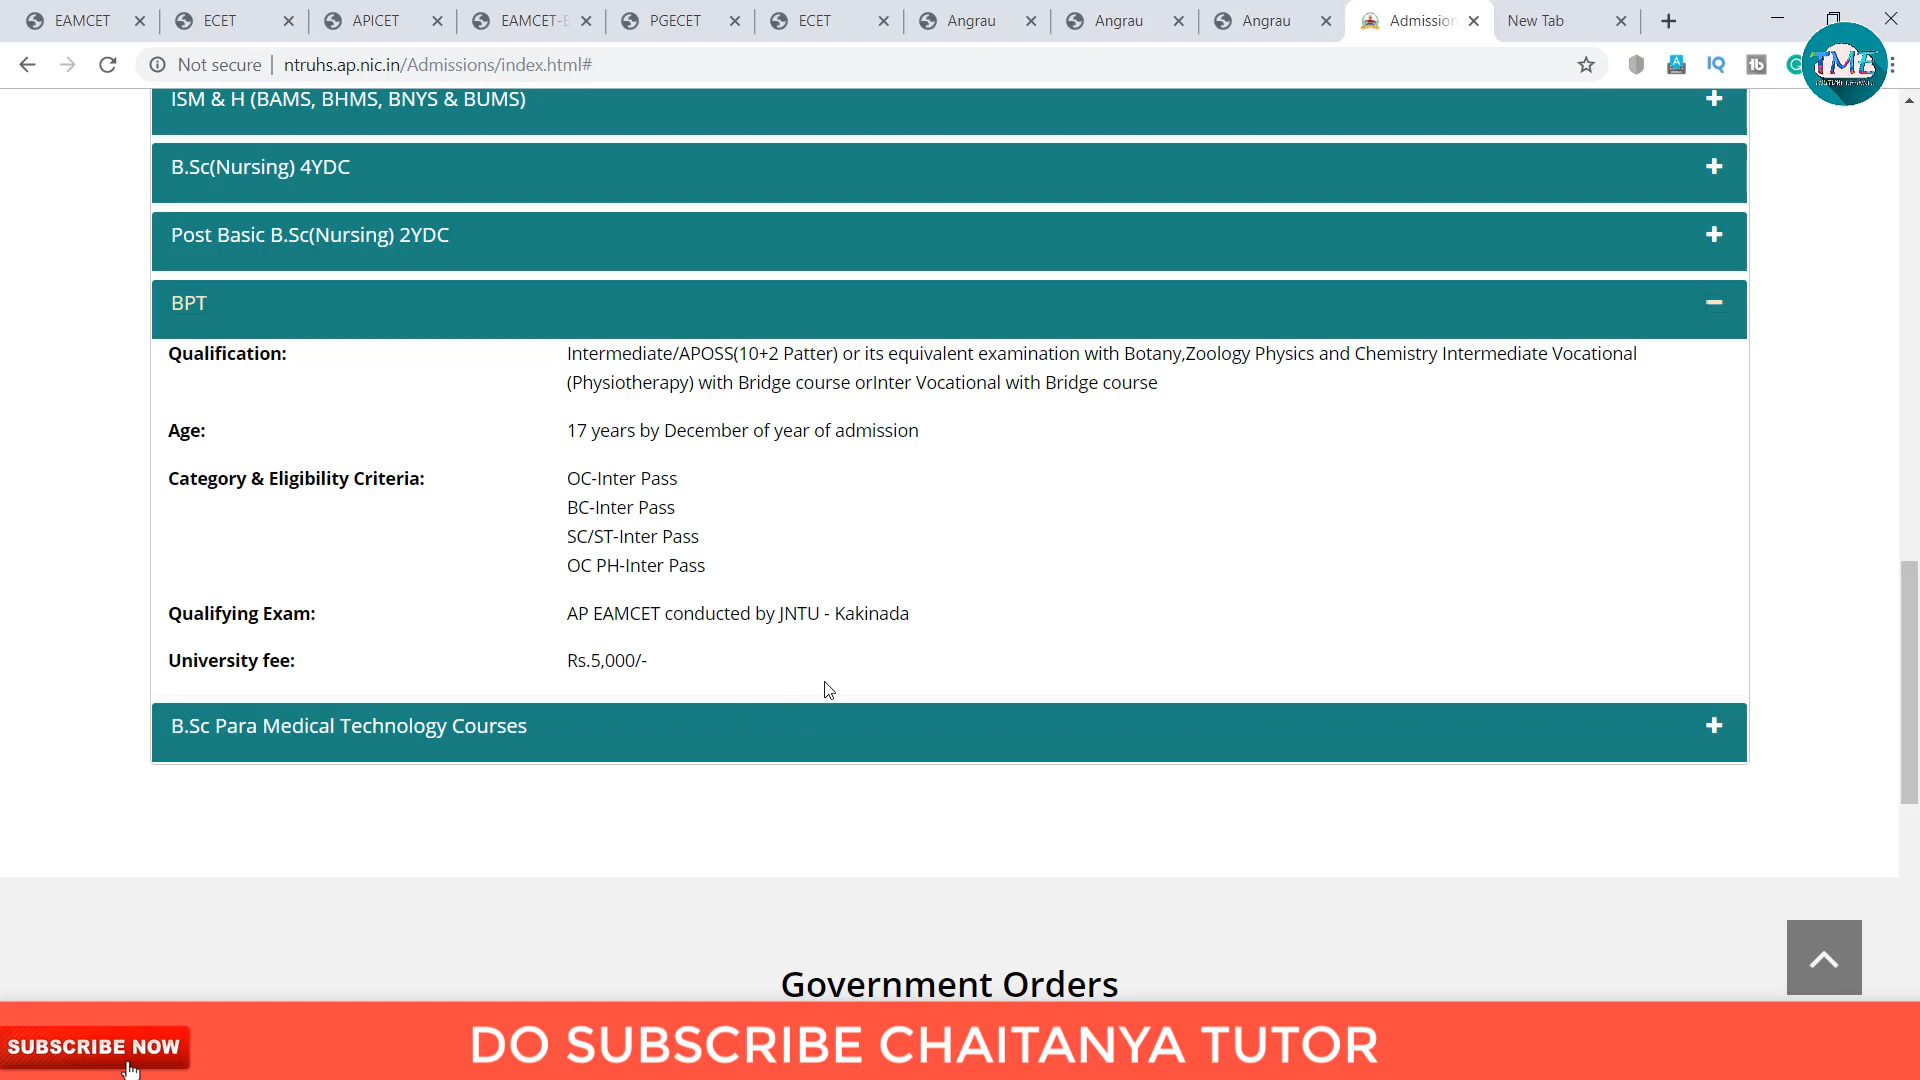 EAMCET
ECET
APICET
EAMCET-E
PGECET
ECET
Angrau
Angrau
Angrau
Admission
New Tab
Not secure
ntruhs.ap.nic.in/Admissions/index.html#
TME
ISM & H (BAMS, BHMS, BNYS & BUMS)
B.Sc(Nursing) 4YDC
Post Basic B.Sc(Nursing) 2YDC
BPT
Qualification: Intermediate/APOSS(10+2 Patter) or its equivalent examination with Botany,Zoology Physics and Chemistry Intermediate Vocational
(Physiotherapy) with Bridge course orInter Vocational with Bridge course
Age: 17 years by December of year of admission
Category & Eligibility Criteria: OC-Inter Pass
BC-Inter Pass
SC/ST-Inter Pass
OC PH-Inter Pass
Qualifying Exam: AP EAMCET conducted by JNTU - Kakinada
University fee: Rs.5,000/-
B.Sc Para Medical Technology Courses
Government Orders
SUBSCRIBE NOW
DO SUBSCRIBE CHAITANYA TUTOR